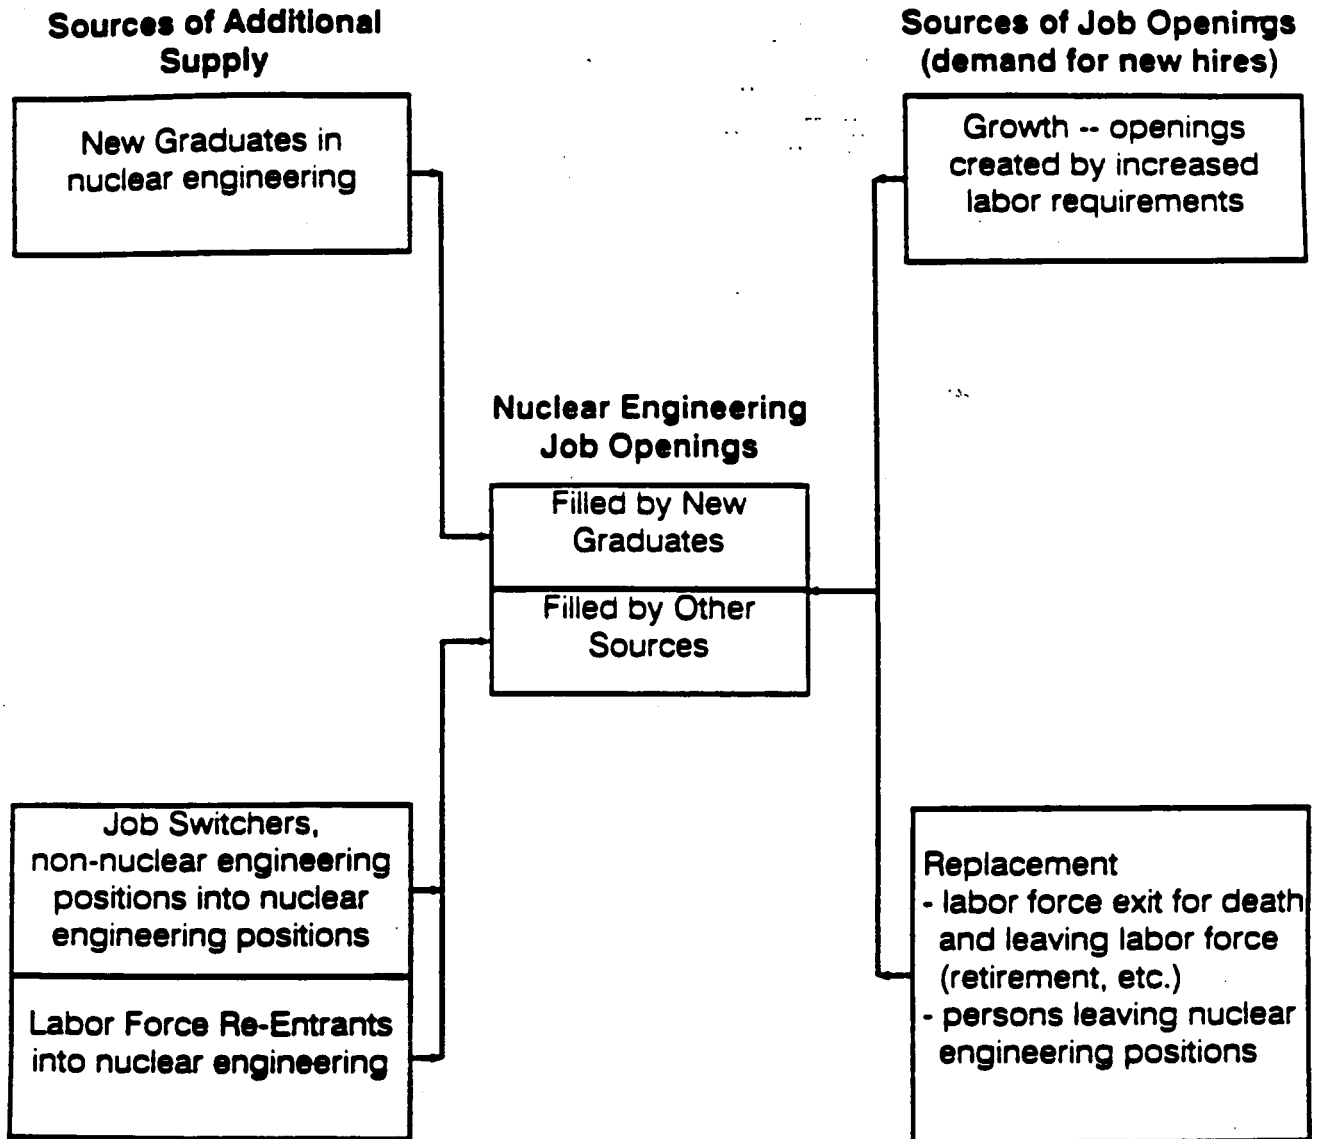 Sources of Additional
Supply
New Graduates in
nuclear engineering
Sources of Job Openings
(demand for new hires)
Growth -- openings
created by increased
labor requirements
Nuclear Engineering
Job Openings
Filled by New
Graduates
Filled by Other
Sources
Job Switchers,
non-nuclear engineering
positions into nuclear
engineering positions
Labor Force Re-Entrants
into nuclear engineering
Replacement
- labor force exit for death
and leaving labor force
(retirement, etc.)
- persons leaving nuclear
engineering positions